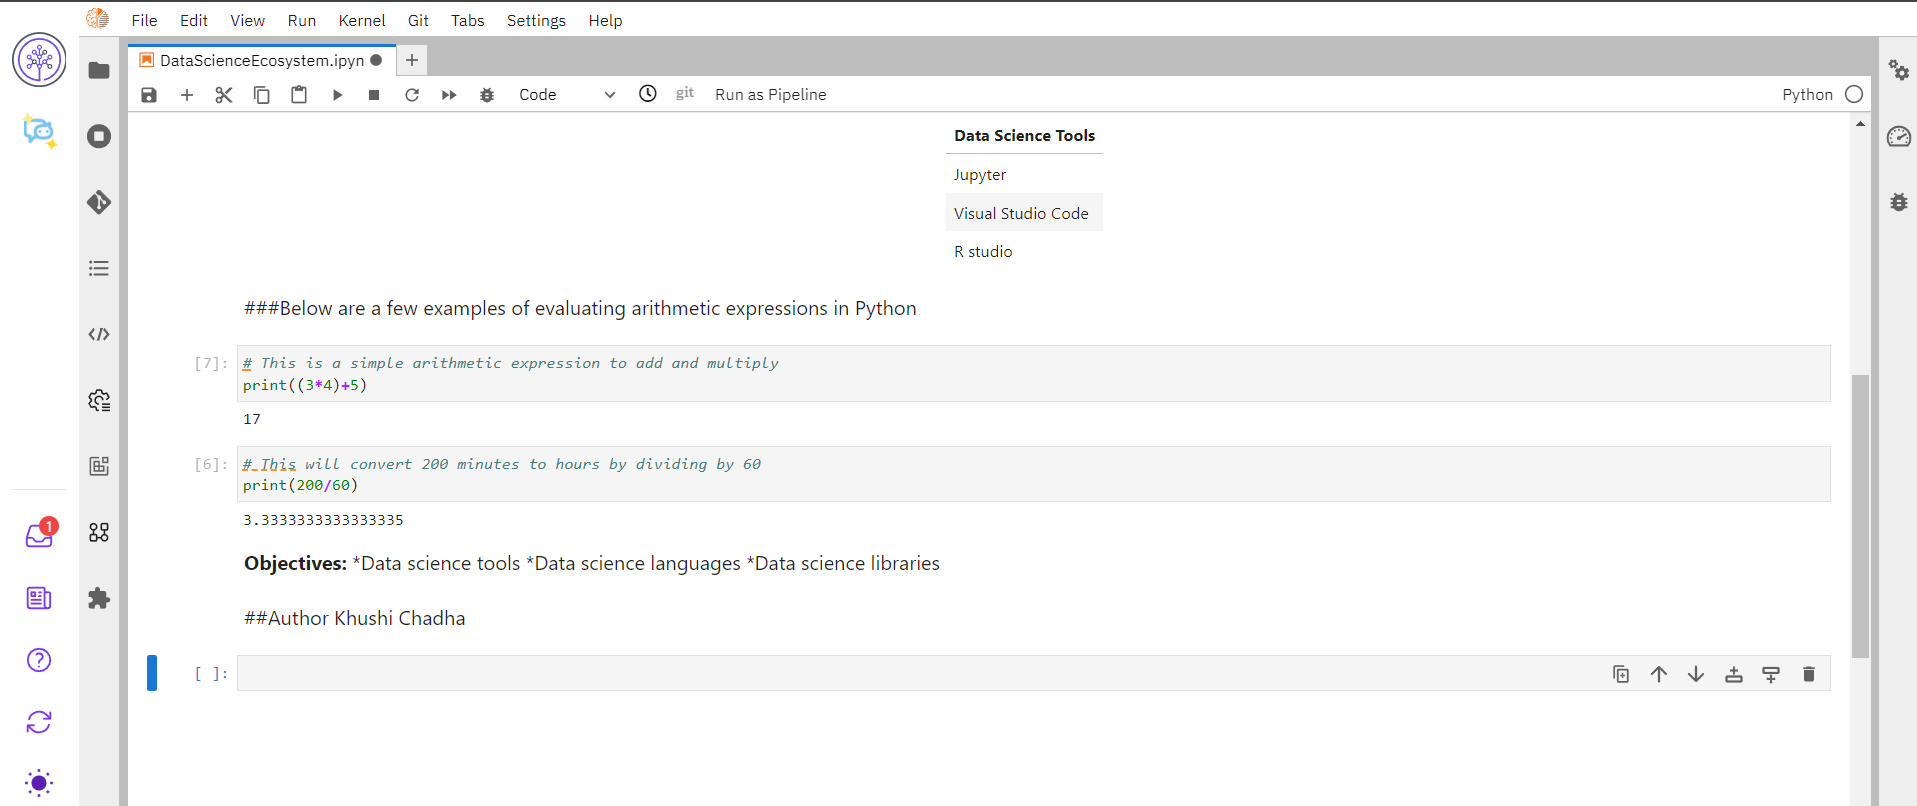 File Edit View Run Kernel Git Tabs Settings Help
DataScienceEcosystem.ipyn
Code git Run as Pipeline Python
Data Science Tools
Jupyter
Visual Studio Code
R studio
###Below are a few examples of evaluating arithmetic expressions in Python
[7]: # This is a simple arithmetic expression to add and multiply
print((3*4)+5)
17
[6]: # This will convert 200 minutes to hours by dividing by 60
print(200/60)
3.3333333333333335
1
Objectives: *Data science tools *Data science languages *Data science libraries
##Author Khushi Chadha
[ ]: